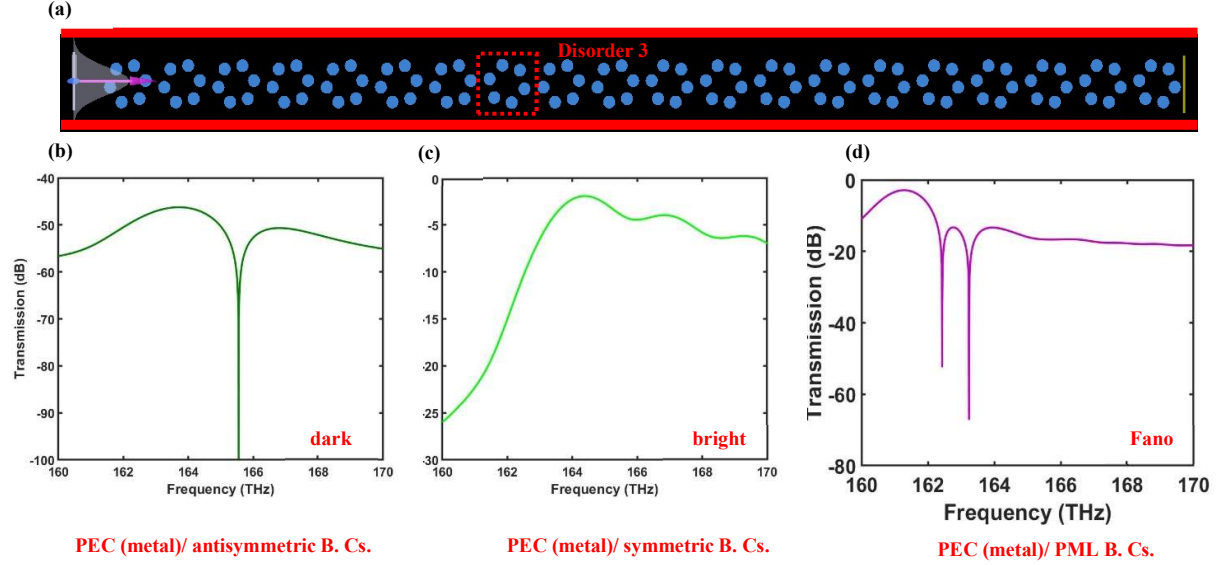 (a)
Disorder 3
(b)
(c)
(d)
-40
-50
-60
-70
-80
-90
-100
Transmission (dB)
160 162 164 166 168 170
Frequency (THz)
dark
0
-5
-10
-15
-20
-25
-30
160 162 164 166 168 170
Frequency (THz)
bright
0
-20
-40
-60
-80
Transmission (dB)
160 162 164 166 168 170
Frequency (THz)
Fano
PEC (metal)/ antisymmetric B. Cs.
PEC (metal)/ symmetric B. Cs.
PEC (metal)/ PML B. Cs.